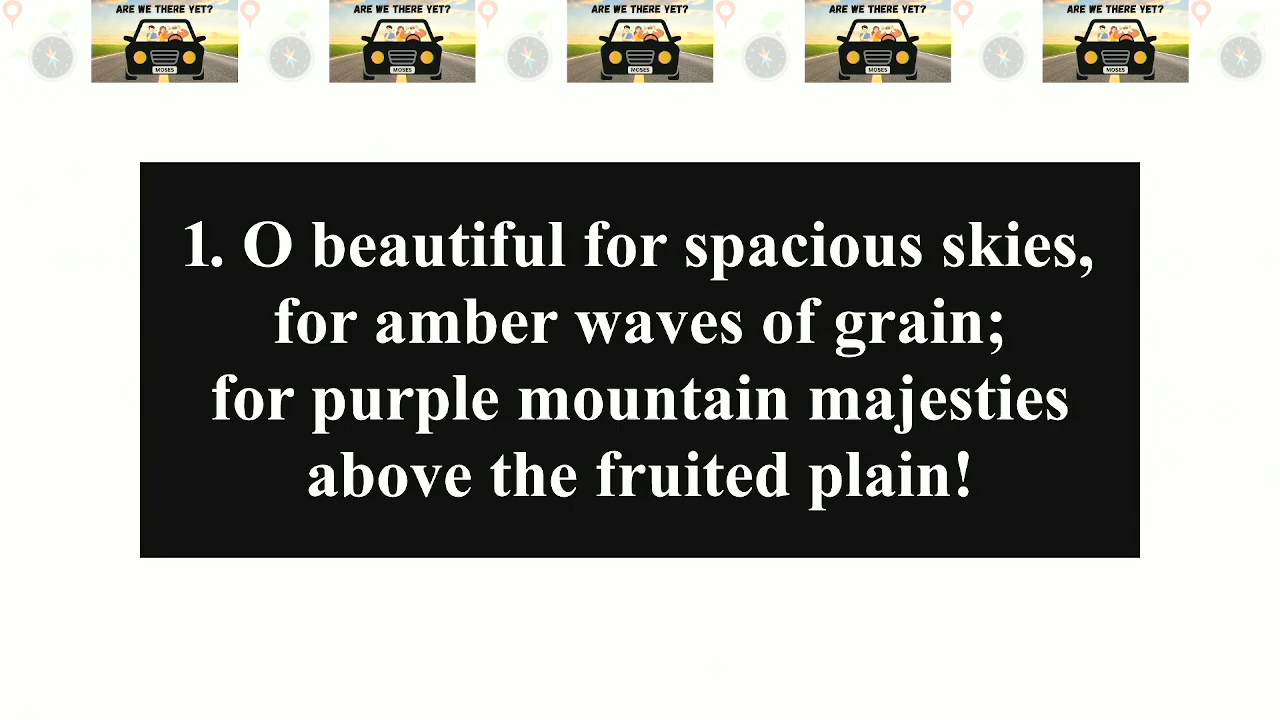 ARE WE THERE YET? ARE WE THERE YET? ARE WE THERE YET? ARE WE THERE YET? ARE WE THERE YET?
MOSES MOSES MOSES MOSES MOSES
1. O beautiful for spacious skies,
for amber waves of grain;
for purple mountain majesties
above the fruited plain!